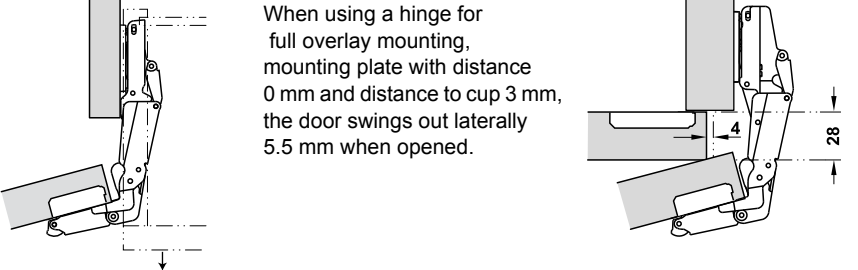 When using a hinge for
full overlay mounting,
mounting plate with distance
0 mm and distance to cup 3 mm,
the door swings out laterally
5.5 mm when opened.
4
28